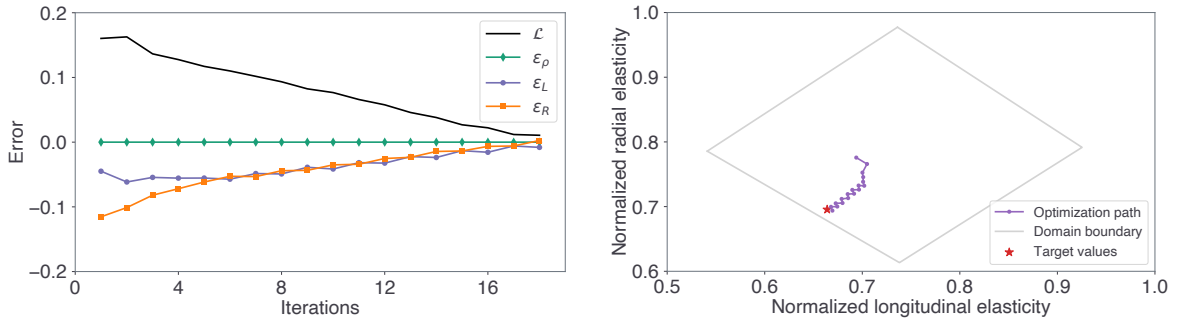 0.2
0.1
0.0
−0.1
−0.2
Error
0
4
8
12
16
Iterations
ℒ
ε_ρ
ε_L
ε_R
1.0
0.9
0.8
0.7
0.6
Normalized radial elasticity
0.5
0.6
0.7
0.8
0.9
1.0
Normalized longitudinal elasticity
Optimization path
Domain boundary
Target values